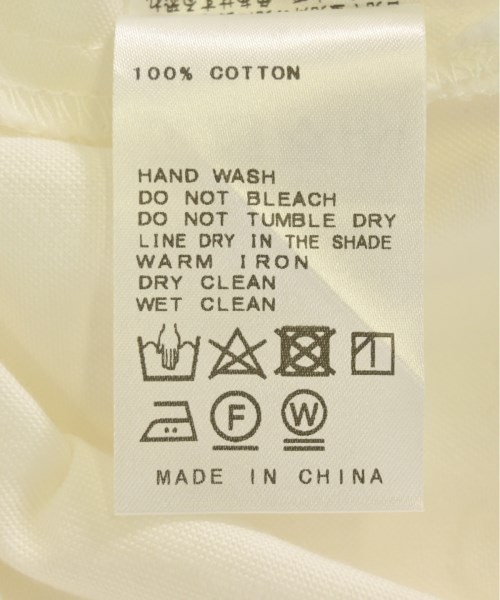 100% COTTON
HAND WASH
DO NOT BLEACH
DO NOT TUMBLE DRY
LINE DRY IN THE SHADE
WARM IRON
DRY CLEAN
WET CLEAN
F W
MADE IN CHINA